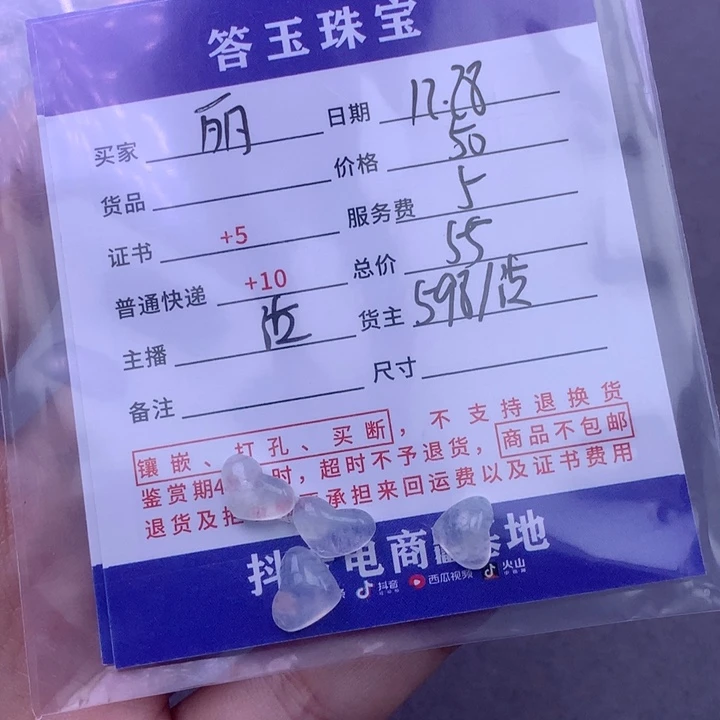 答玉珠宝
买家 丽 日期 12.28
货品 价格 50
证书 +5 服务费 5
普通快递 +10 总价 55
主播 货主
备注 尺寸
镶嵌、打孔、买断，不支持退换货
鉴赏期4 时，超时不予退货，商品不包邮
退货及拒 承担来回运费以及证书费用
抖 电商 基地
抖音 西瓜视频 火山